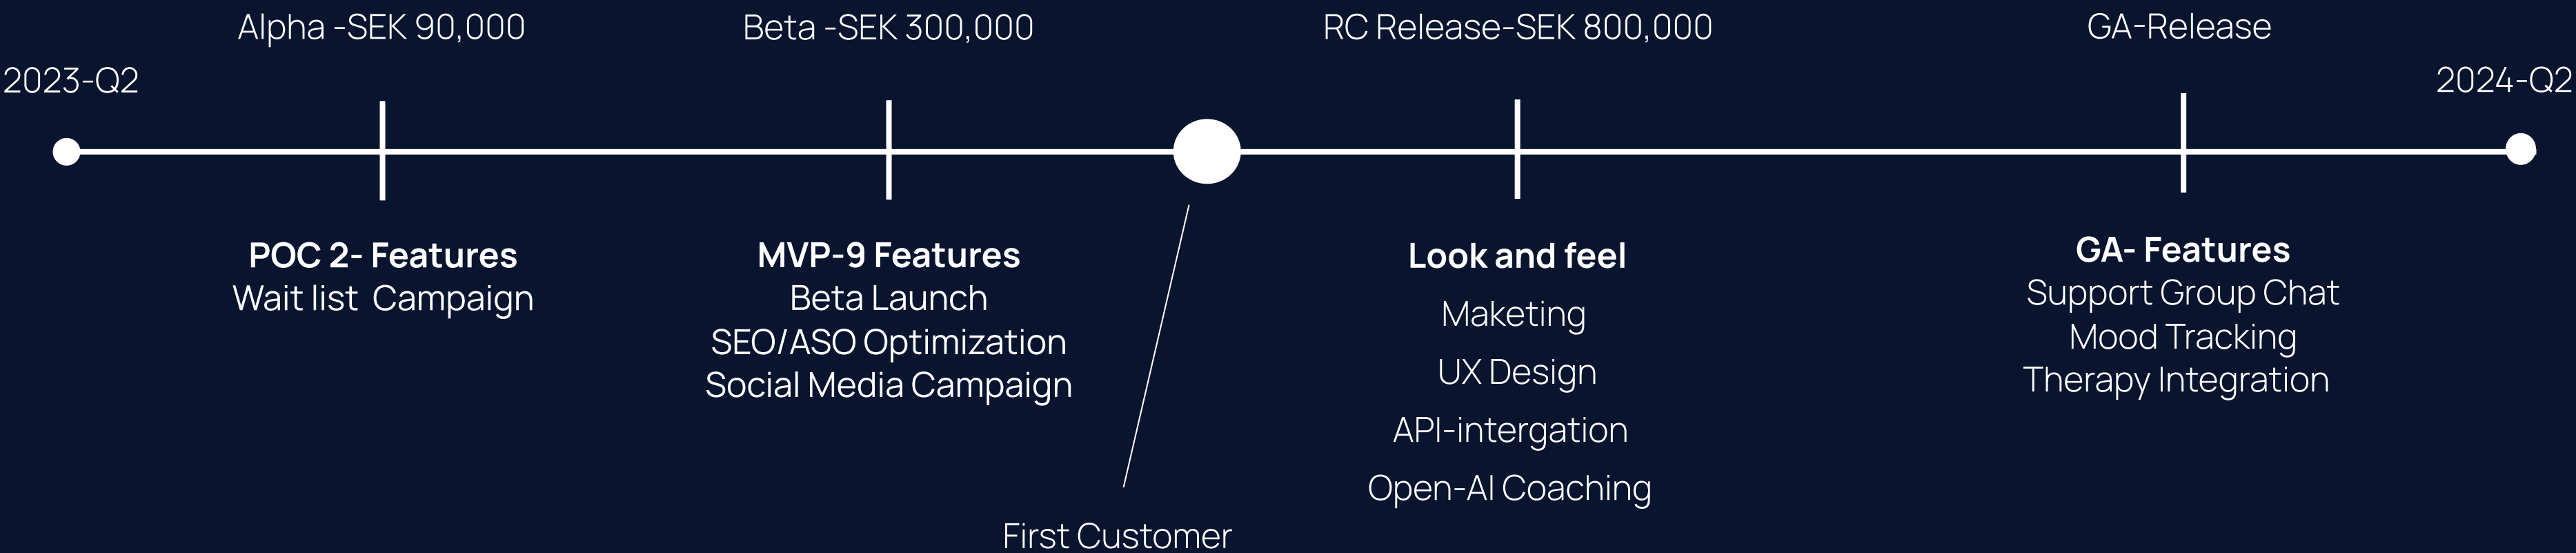 Alpha -SEK 90,000
Beta -SEK 300,000
RC Release-SEK 800,000
GA-Release
2023-Q2
2024-Q2
POC 2- Features
Wait list  Campaign
MVP-9 Features
Beta Launch
SEO/ASO Optimization
Social Media Campaign
First Customer
Look and feel
Maketing
UX Design
API-intergation
Open-AI Coaching
GA- Features
Support Group Chat
Mood Tracking
Therapy Integration